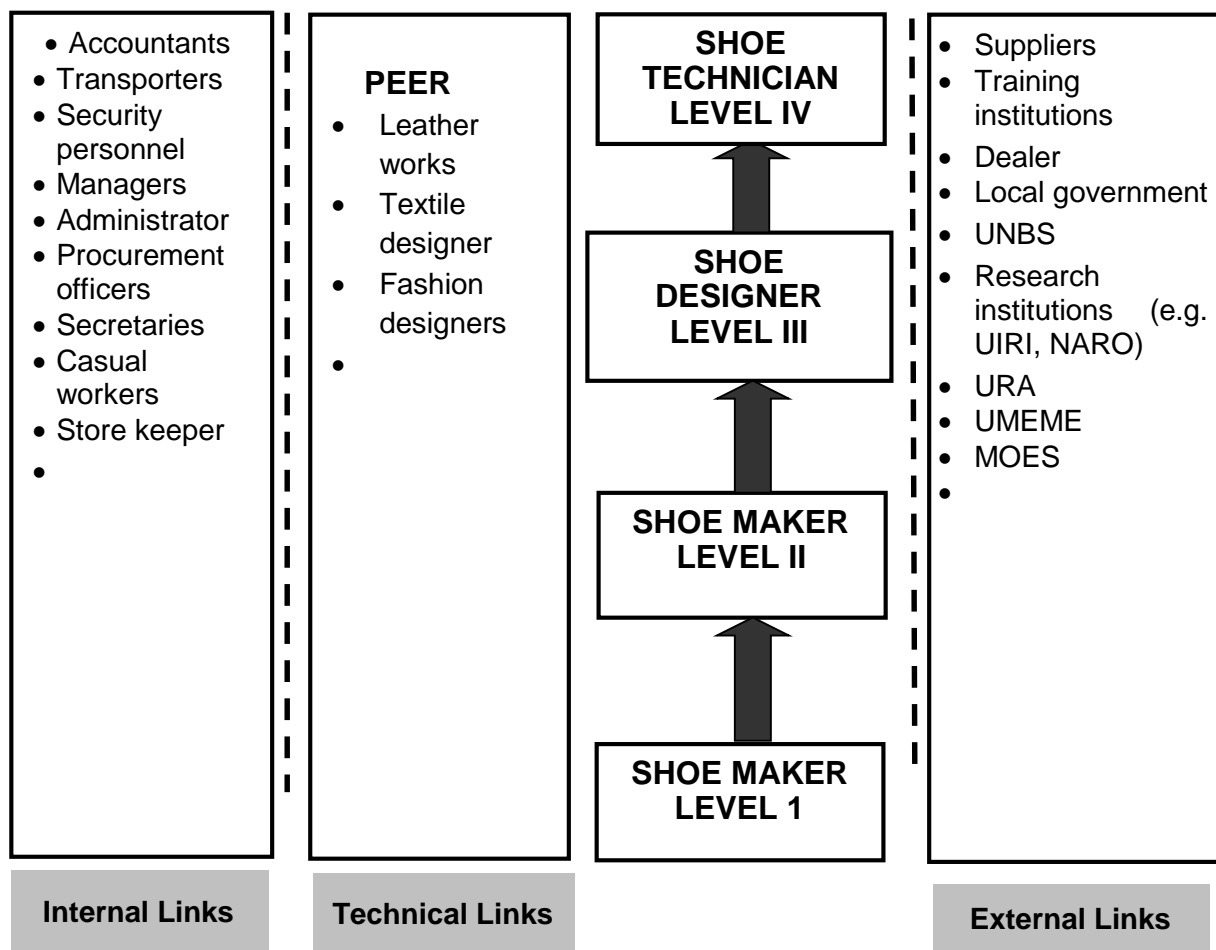 • Accountants
• Transporters
• Security
personnel
• Managers
• Administrator
• Procurement
officers
• Secretaries
• Casual
workers
• Store keeper
•
Internal Links
PEER
• Leather
works
• Textile
designer
• Fashion
designers
•
Technical Links
SHOE
TECHNICIAN
LEVEL IV
SHOE
DESIGNER
LEVEL III
SHOE MAKER
LEVEL II
SHOE MAKER
LEVEL 1
• Suppliers
• Training
institutions
• Dealer
• Local government
• UNBS
• Research
institutions (e.g.
UIRI, NARO)
• URA
• UMEME
• MOES
•
External Links